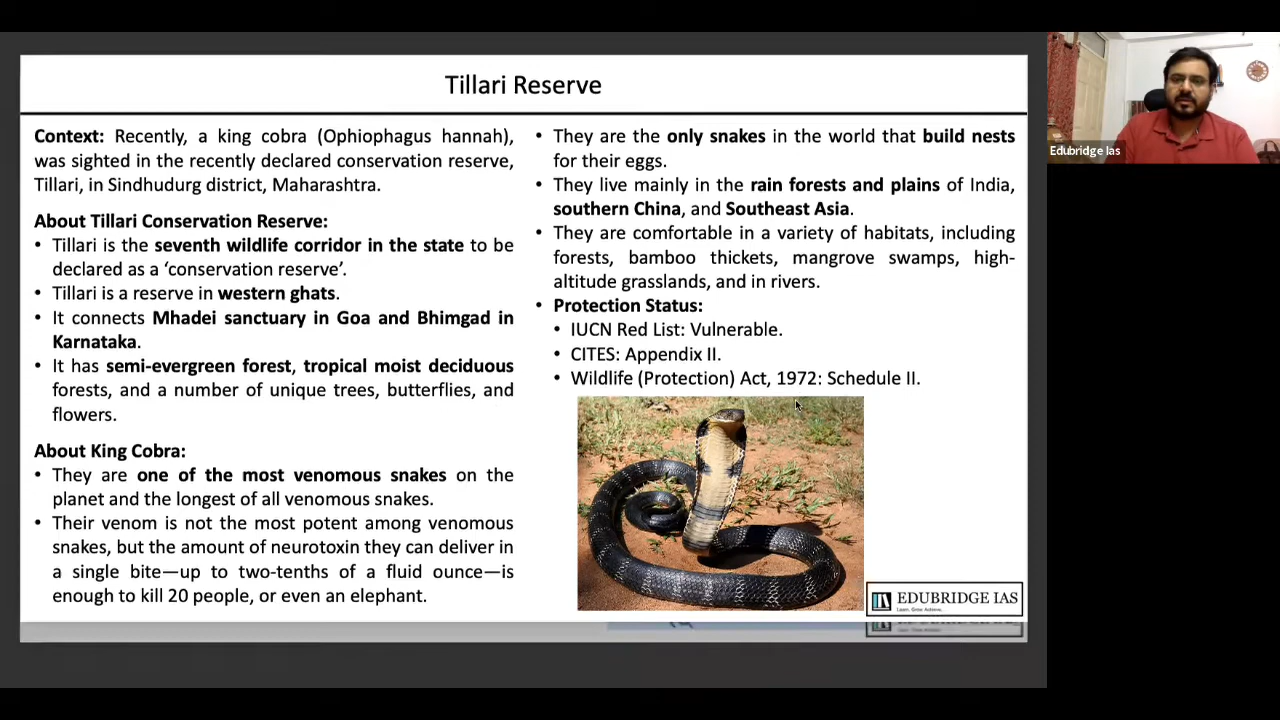 Tillari Reserve
Context: Recently, a king cobra (Ophiophagus hannah),
was sighted in the recently declared conservation reserve,
Tillari, in Sindhudurg district, Maharashtra.
About Tillari Conservation Reserve:
• Tillari is the seventh wildlife corridor in the state to be
declared as a ‘conservation reserve’.
• Tillari is a reserve in western ghats.
• It connects Mhadei sanctuary in Goa and Bhimgad in
Karnataka.
• It has semi-evergreen forest, tropical moist deciduous
forests, and a number of unique trees, butterflies, and
flowers.
About King Cobra:
• They are one of the most venomous snakes on the
planet and the longest of all venomous snakes.
• Their venom is not the most potent among venomous
snakes, but the amount of neurotoxin they can deliver in
a single bite—up to two-tenths of a fluid ounce—is
enough to kill 20 people, or even an elephant.
• They are the only snakes in the world that build nests
for their eggs.
• They live mainly in the rain forests and plains of India,
southern China, and Southeast Asia.
• They are comfortable in a variety of habitats, including
forests, bamboo thickets, mangrove swamps, high-
altitude grasslands, and in rivers.
• Protection Status:
• IUCN Red List: Vulnerable.
• CITES: Appendix II.
• Wildlife (Protection) Act, 1972: Schedule II.
EDUBRIDGE IAS
Learn. Grow. Achieve.
Edubridge Ias